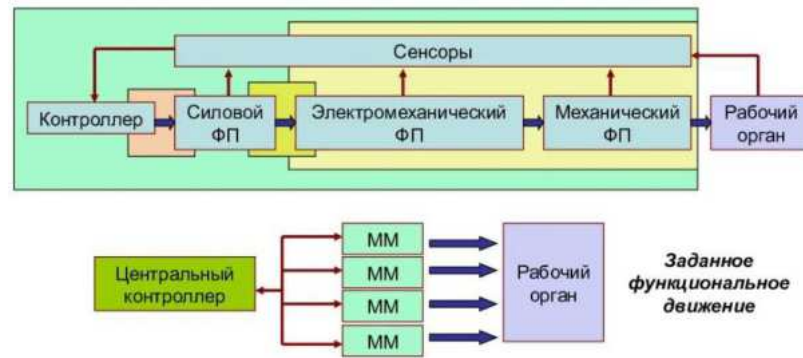 Сенсоры
Контроллер
Силовой
ФП
Электромеханический
ФП
Механический
ФП
Рабочий
орган
Центральный
контроллер
ММ
ММ
ММ
ММ
Рабочий
орган
Заданное
функциональное
движение